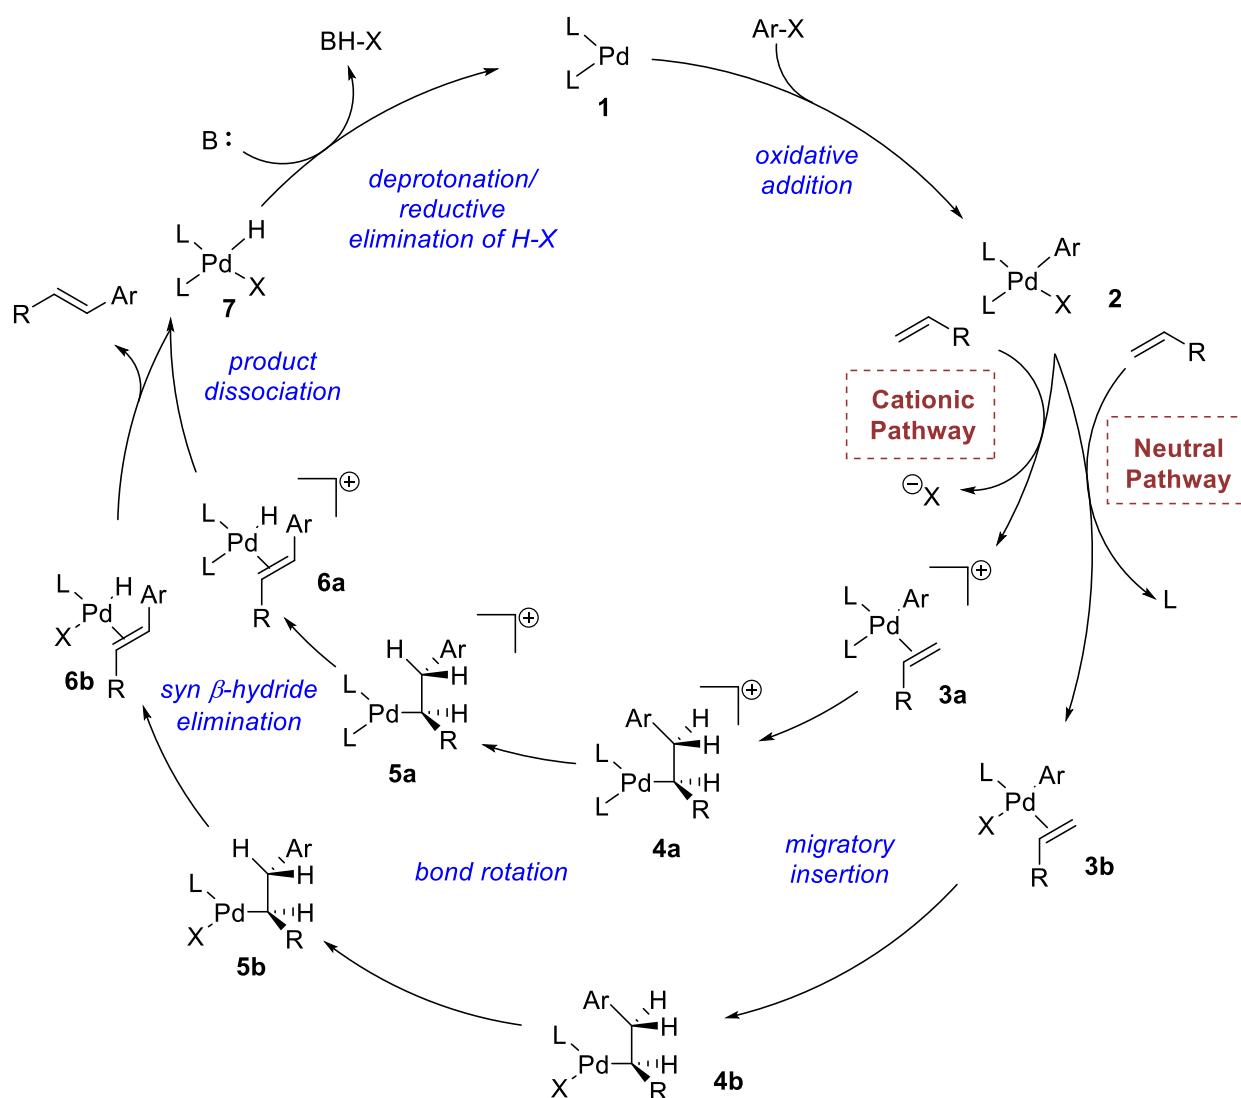 BH-X
L
Pd
L
1
Ar-X
B:
oxidative
addition
deprotonation/
reductive
elimination of H-X
L
H
Pd
L
X
7
L
Ar
Pd
L
X
2
R
Ar
product
dissociation
R
R
Cationic
Pathway
Neutral
Pathway
⊖X
L
⊕
L
H
Ar
Pd
L
R
6a
L
H
Ar
Pd
X
R
6b
⊕
L
Ar
Pd
L
R
3a
⊕
H
Ar
H
L
Pd
H
L
R
5a
syn β-hydride
elimination
⊕
Ar
H
H
L
Pd
H
L
R
4a
L
Ar
Pd
X
R
3b
migratory
insertion
bond rotation
H
Ar
H
L
Pd
H
X
R
5b
Ar
H
H
L
Pd
H
X
R
4b